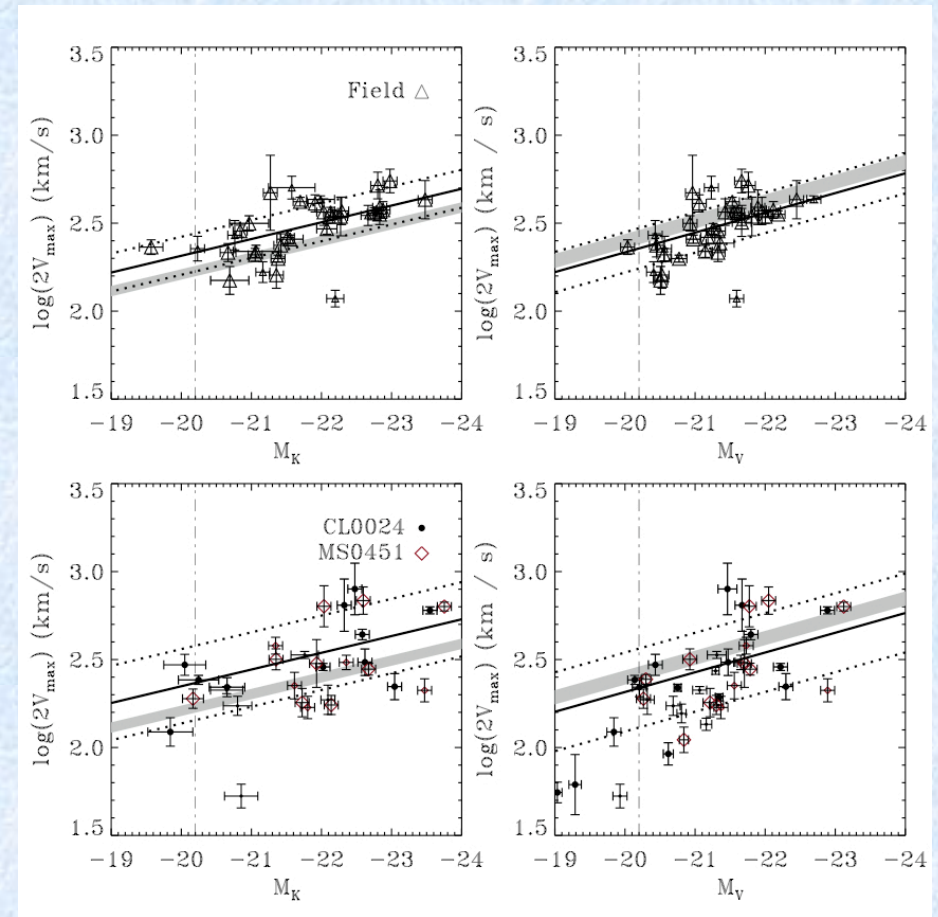 3.5
3.0
2.5
2.0
1.5
log(2V_max) (km/s)
Field △
-19 -20 -21 -22 -23 -24
M_K
3.5
3.0
2.5
2.0
1.5
log(2V_max) (km / s)
-19 -20 -21 -22 -23 -24
M_V
3.5
3.0
2.5
2.0
1.5
log(2V_max) (km/s)
CL0024 •
MS0451 ◇
-19 -20 -21 -22 -23 -24
M_K
3.5
3.0
2.5
2.0
1.5
log(2V_max) (km / s)
-19 -20 -21 -22 -23 -24
M_V